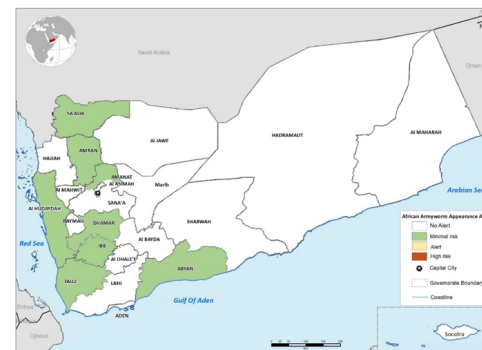 Saudi Arabia
Oman
SA'ADA
AL JAWF
HADRAMAUT
Al MAHARAH
AMRAN
HAJJAH
AMANAT
Al ASIMAH
Al MAHWIT
Marib
SANA'A
Al HUDAYDAH
RAYMAH
DHAMAR
SHABWAH
Al BAYDA
Red Sea
IBB
Al DHALE'E
ABYAN
TAIZZ
LAHJ
ADEN
Gulf Of Aden
Arabian Sea
African Armyworm Appearance A
No Alert
Minimal risk
Alert
High risk
Capital City
Governorate Boundary
Coastline
Eritrea
Djibouti
Socotra